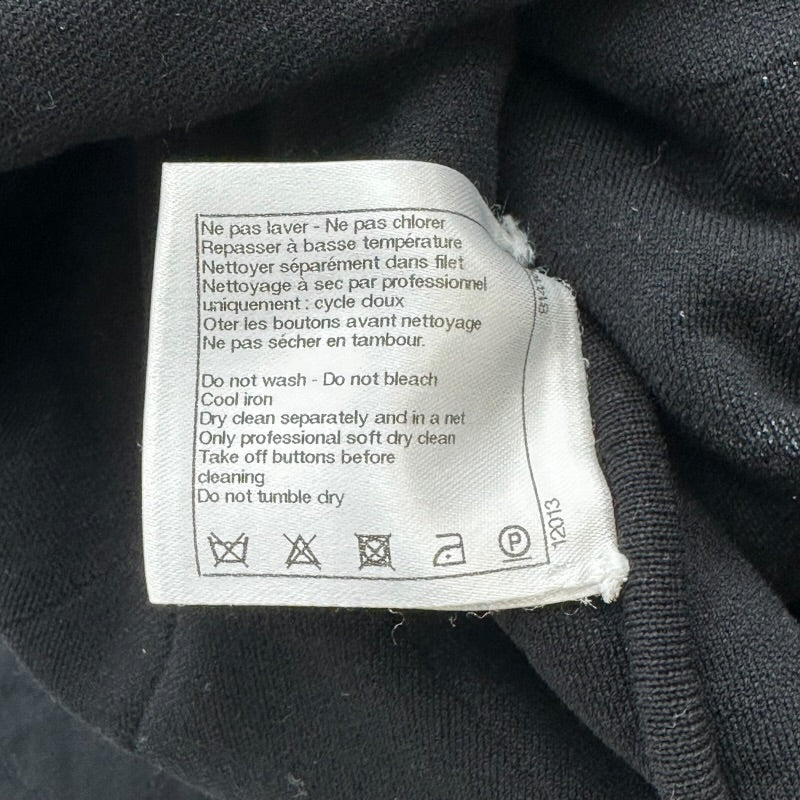 Ne pas laver - Ne pas chlorer
Repasser à basse température
Nettoyer séparément dans filet
Nettoyage à sec par professionnel
uniquement : cycle doux
Oter les boutons avant nettoyage
Ne pas sécher en tambour.
Do not wash - Do not bleach
Cool iron
Dry clean separately and in a net
Only professional soft dry clean
Take off buttons before
cleaning
Do not tumble dry
P
12013